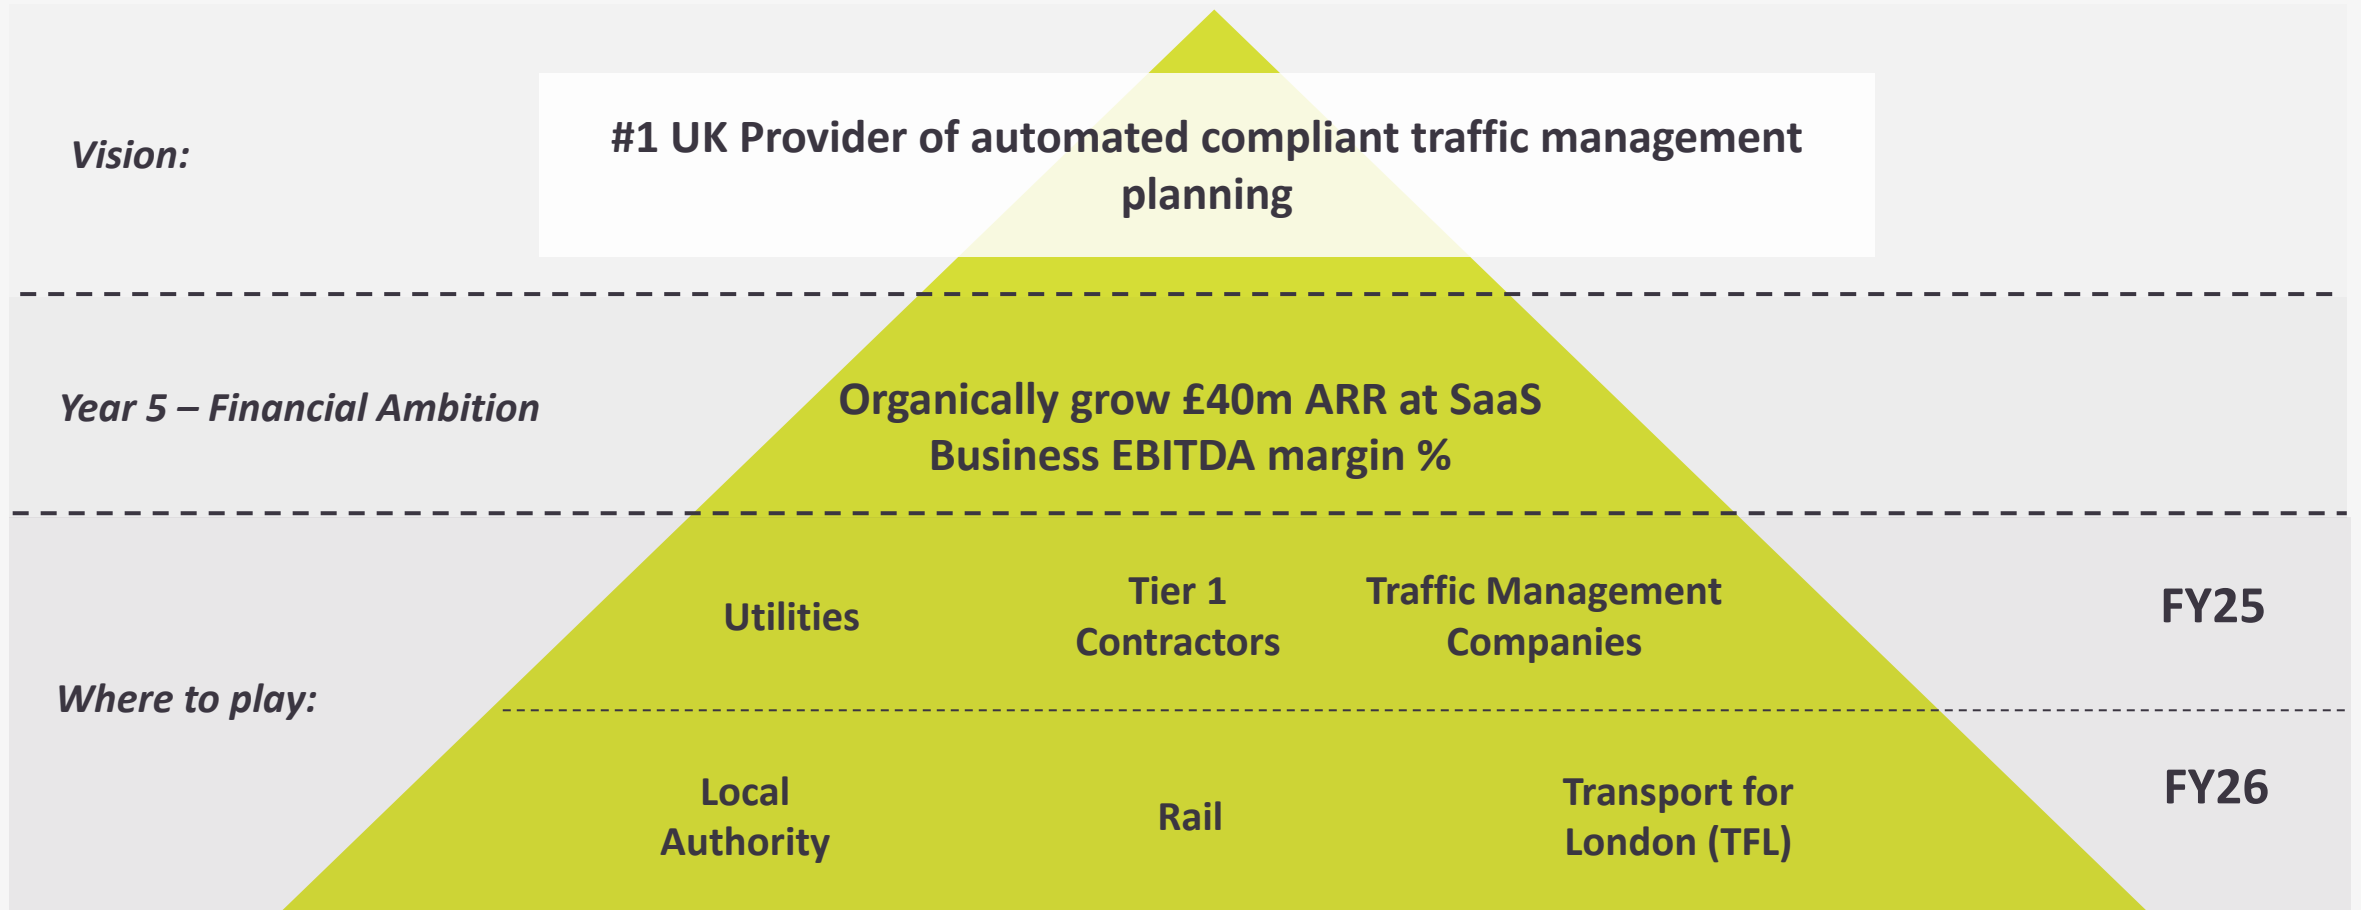 Vision:
#1 UK Provider of automated compliant traffic management
planning
Year 5 – Financial Ambition
Organically grow £40m ARR at SaaS
Business EBITDA margin %
Where to play:
Utilities
Tier 1
Contractors
Traffic Management
Companies
FY25
Local
Authority
Rail
Transport for
London (TFL)
FY26